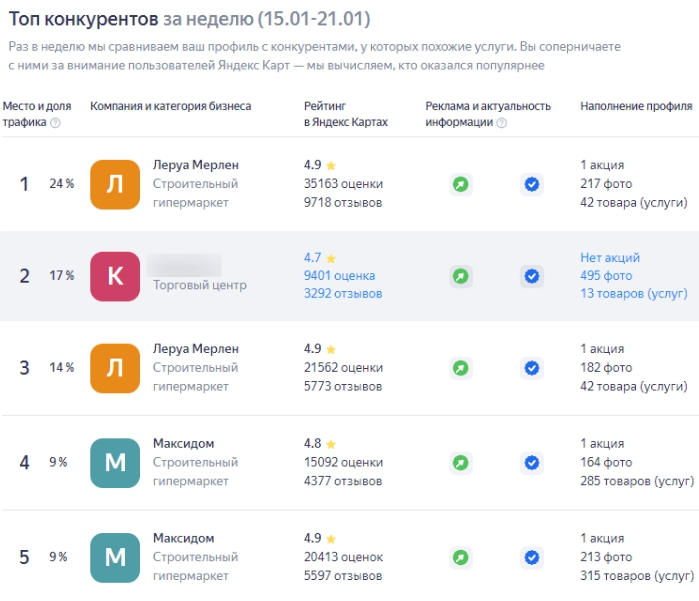 Топ конкурентов за неделю (15.01-21.01)
Раз в неделю мы сравниваем ваш профиль с конкурентами, у которых похожие услуги. Вы соперничаете
с ними за внимание пользователей Яндекс Карт — мы вычисляем, кто оказался популярнее
Место и доля трафика ?
Компания и категория бизнеса
Рейтинг в Яндекс Картах
Реклама и актуальность информации ?
Наполнение профиля
1
24 %
Л
Леруа Мерлен
Строительный
гипермаркет
4.9
35163 оценки
9718 отзывов
1 акция
217 фото
42 товара (услуги)
2
17 %
К
Торговый центр
4.7
9401 оценка
3292 отзывов
Нет акций
495 фото
13 товаров (услуг)
3
14 %
Л
Леруа Мерлен
Строительный
гипермаркет
4.9
21562 оценки
5773 отзывов
1 акция
182 фото
42 товара (услуги)
4
9 %
М
Максидом
Строительный
гипермаркет
4.8
15092 оценки
4377 отзывов
1 акция
164 фото
285 товаров (услуг)
5
9 %
М
Максидом
Строительный
гипермаркет
4.9
20413 оценок
5597 отзывов
1 акция
213 фото
315 товаров (услуг)